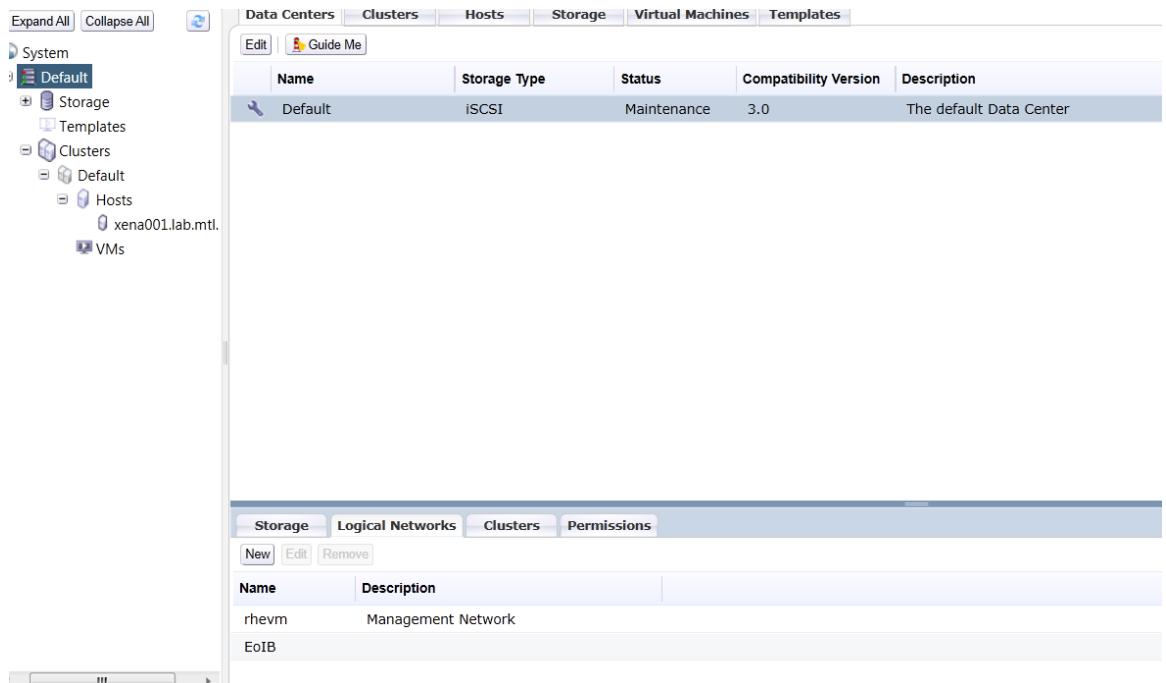 Expand All Collapse All
System
Default
Storage
Templates
Clusters
Default
Hosts
xena001.lab.mtl.
VMs
Data Centers Clusters Hosts Storage Virtual Machines Templates
Edit Guide Me
Name Storage Type Status Compatibility Version Description
Default iSCSI Maintenance 3.0 The default Data Center
Storage Logical Networks Clusters Permissions
New Edit Remove
Name Description
rhevm Management Network
EoIB